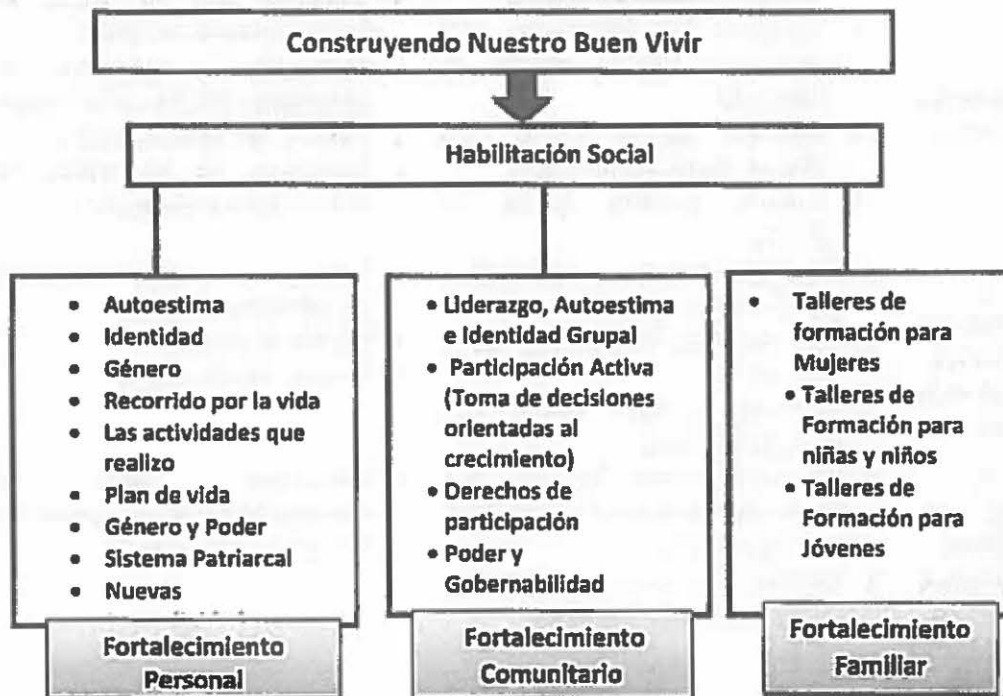 Construyendo Nuestro Buen Vivir
Habilitación Social
• Autoestima
• Identidad
• Género
• Recorrido por la vida
• Las actividades que
realizo
• Plan de vida
• Género y Poder
• Sistema Patriarcal
• Nuevas
Fortalecimiento
Personal
• Liderazgo, Autoestima
e Identidad Grupal
• Participación Activa
(Toma de decisiones
orientadas al
crecimiento)
• Derechos de
participación
• Poder y
Gobernabilidad
Fortalecimiento
Comunitario
• Talleres de
formación para
Mujeres
• Talleres de
Formación para
niñas y niños
• Talleres de
Formación para
Jóvenes
Fortalecimiento
Familiar